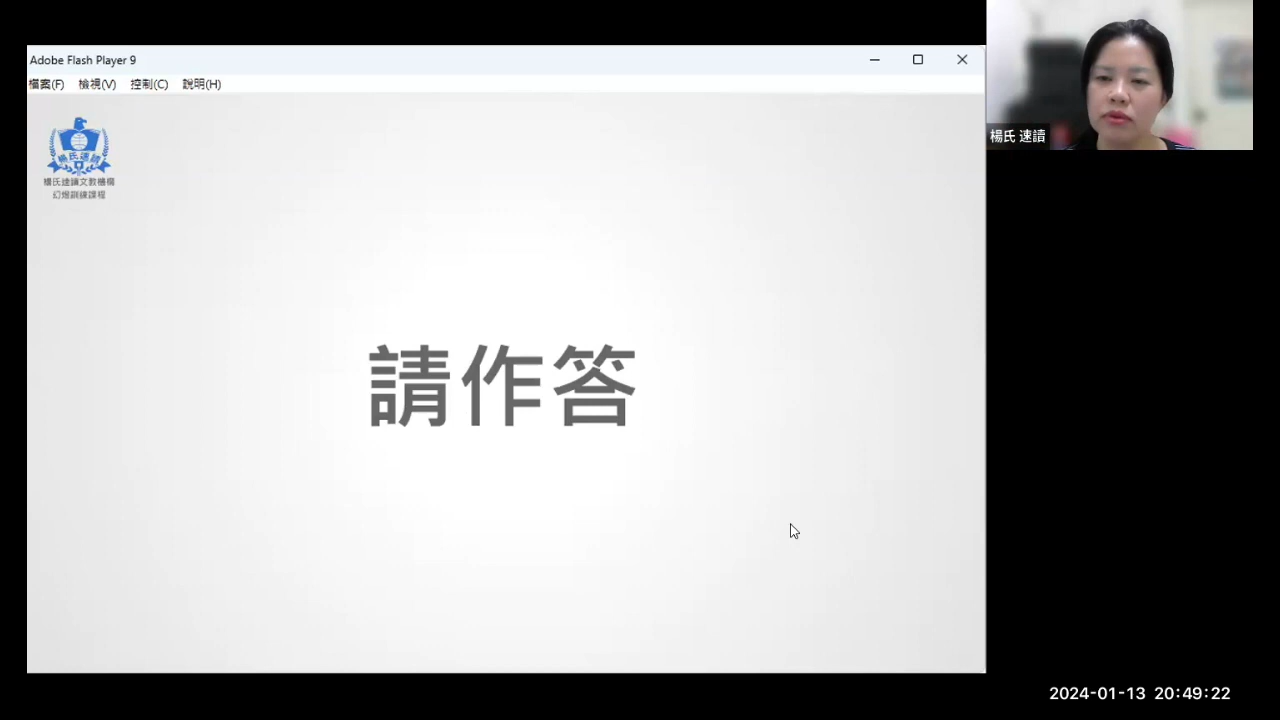 Adobe Flash Player 9
檔案(F) 檢視(V) 控制(C) 說明(H)
楊氏速讀
楊氏速讀文教機構
幻燈訓練課程
請作答
楊氏 速讀
2024-01-13 20:49:22